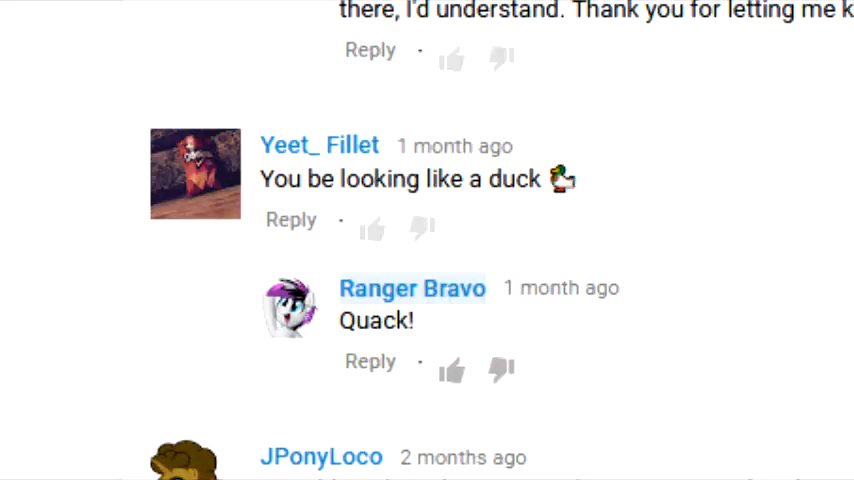 there, I'd understand. Thank you for letting me k
Reply ·
Yeet_ Fillet 1 month ago
You be looking like a duck 🦆
Reply ·
Ranger Bravo 1 month ago
Quack!
Reply ·
JPonyLoco 2 months ago